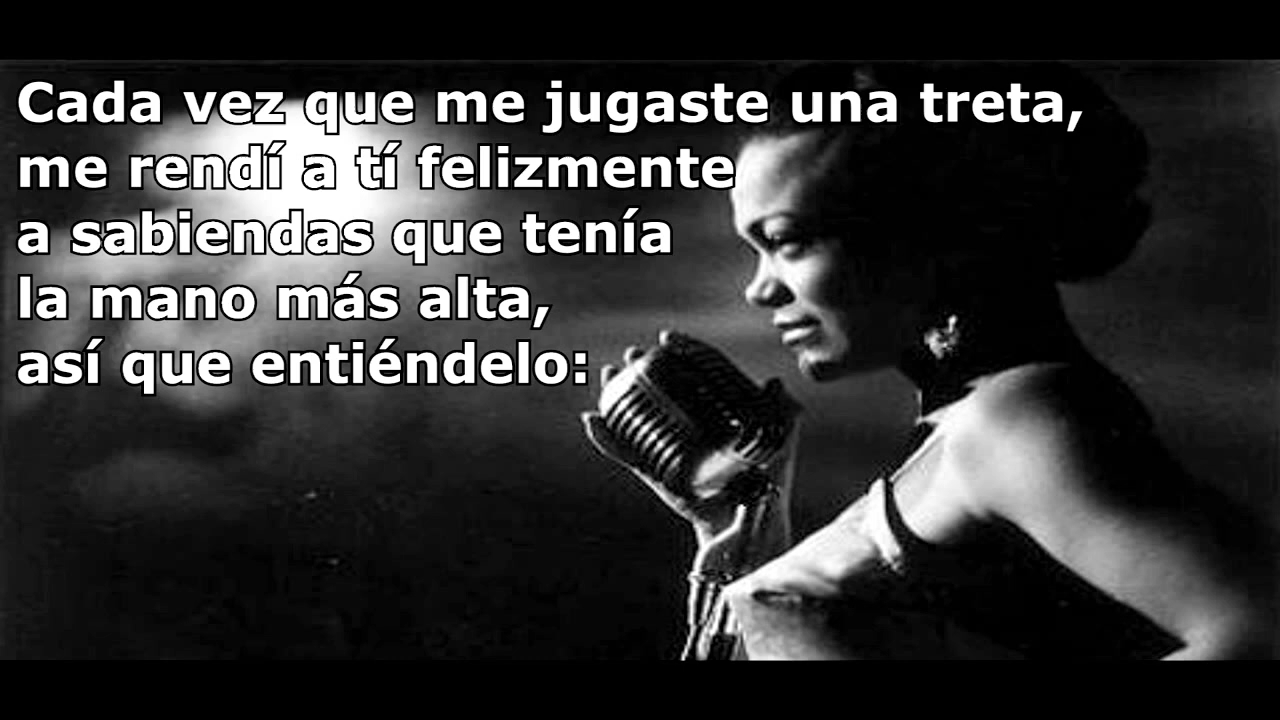 Cada vez que me jugaste una treta,
me rendí a tí felizmente
a sabiendas que tenía
la mano más alta,
así que entiéndelo: